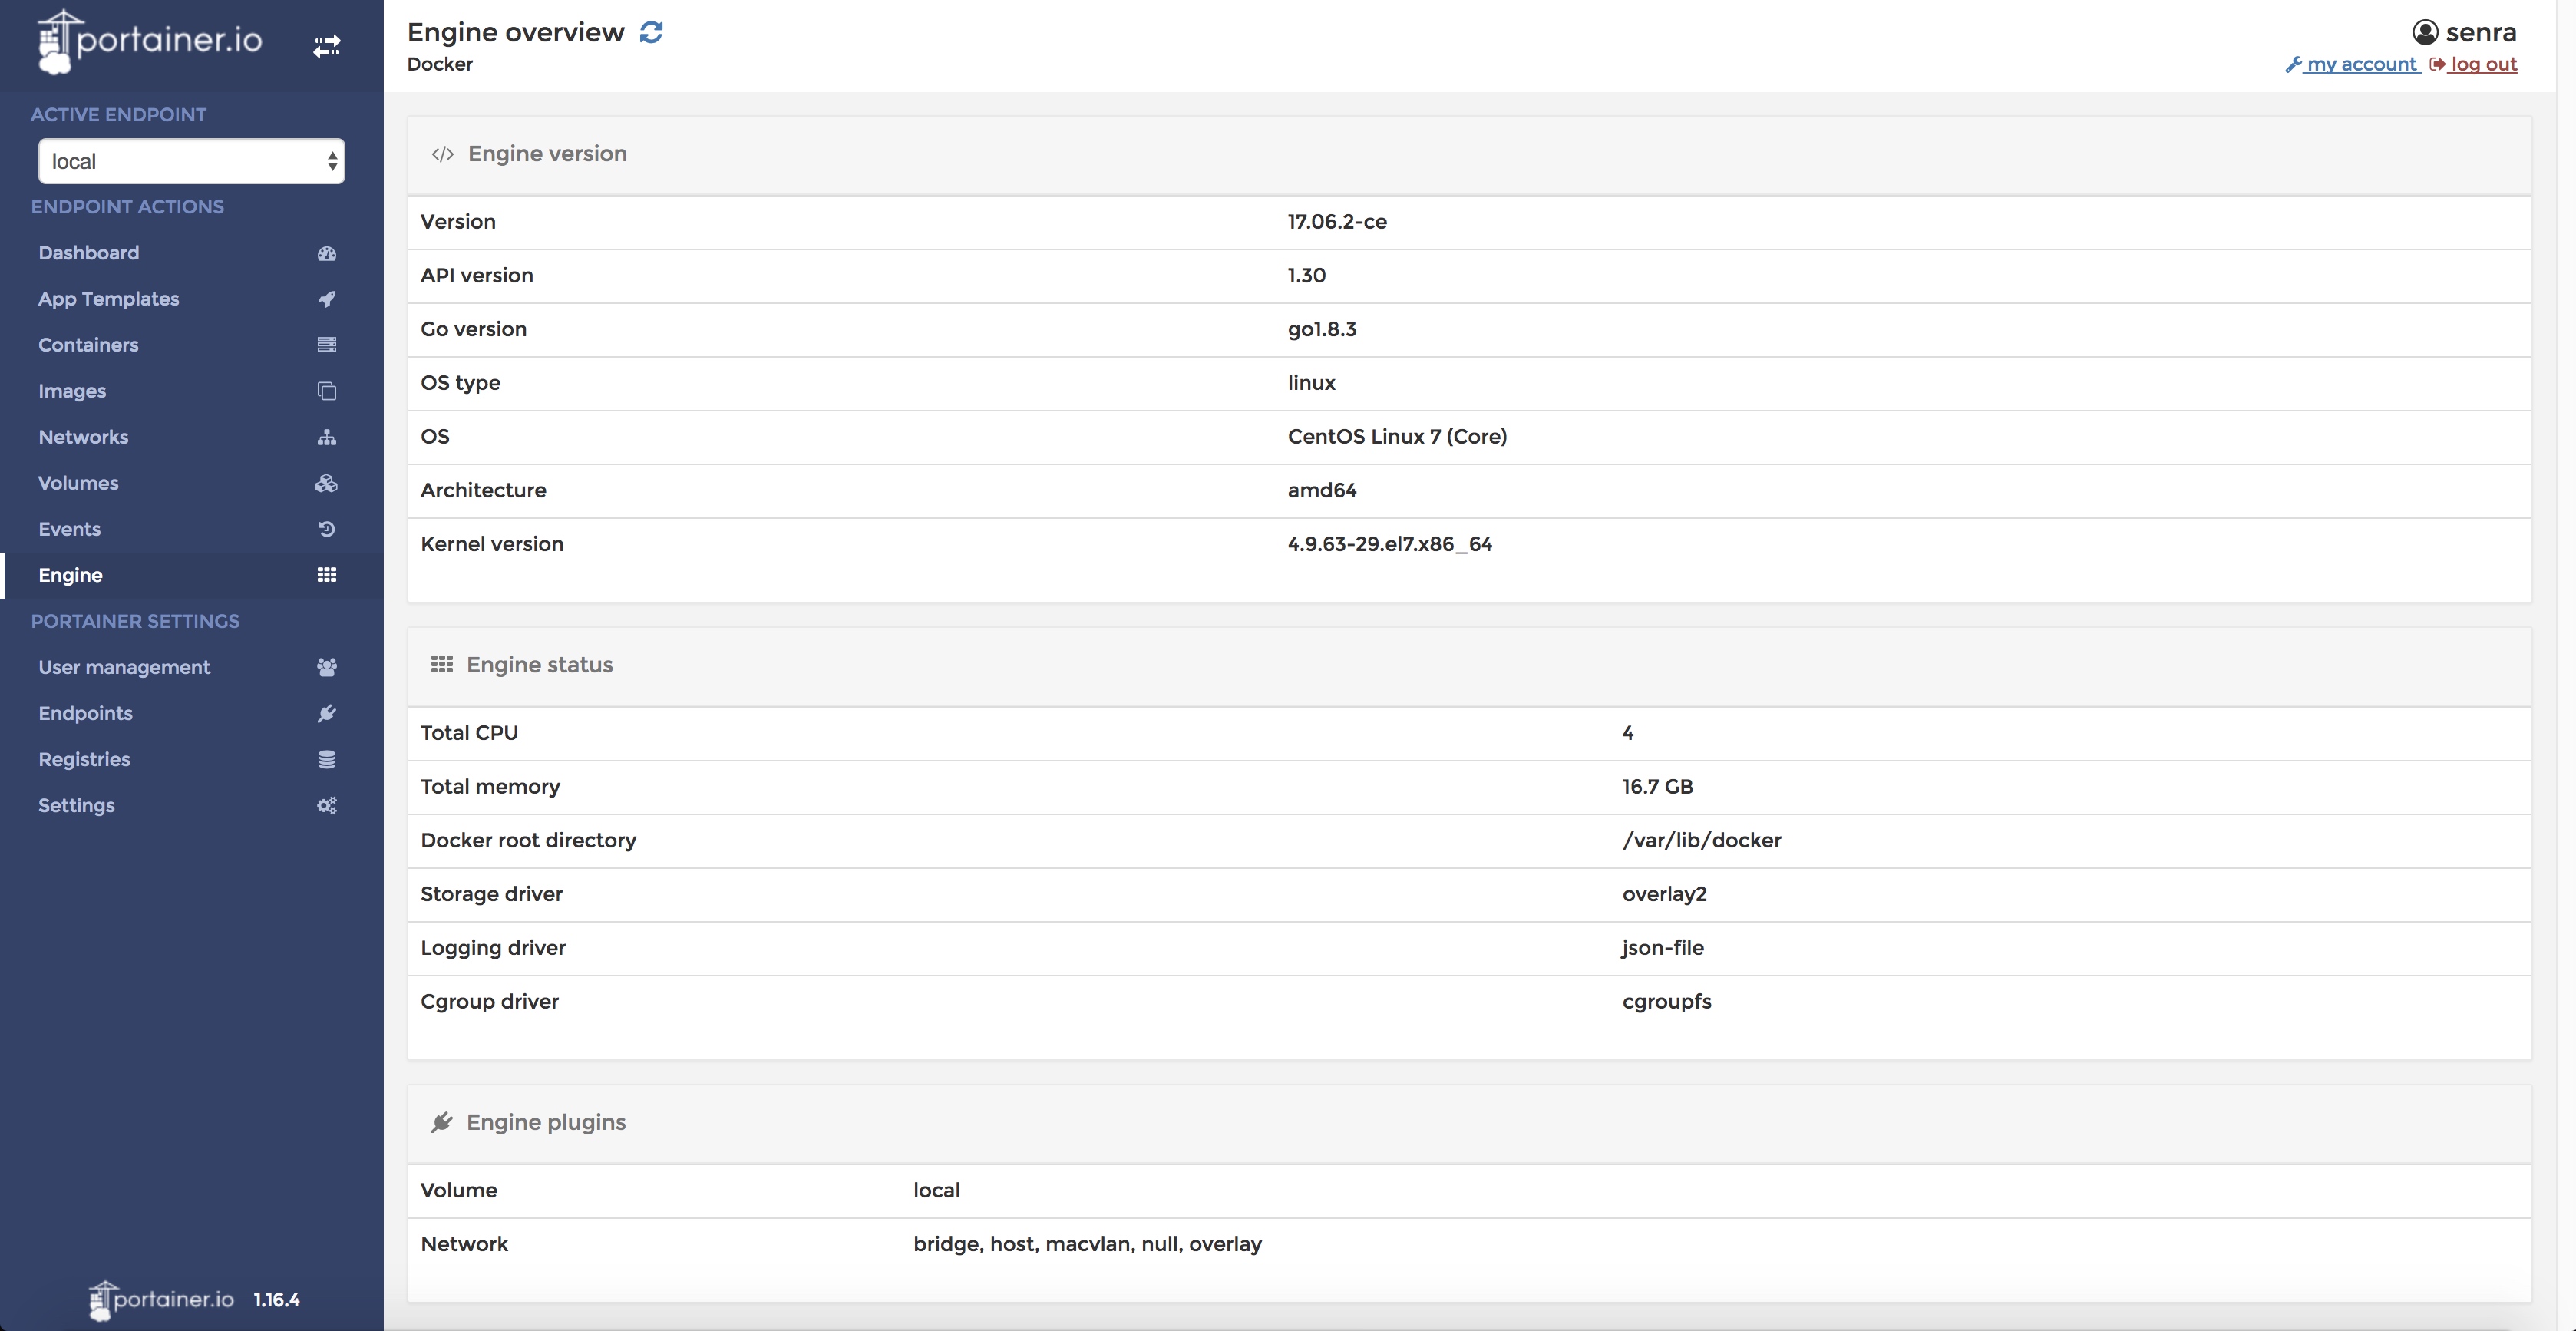 portainer.io
ACTIVE ENDPOINT
local
ENDPOINT ACTIONS
Dashboard
App Templates
Containers
Images
Networks
Volumes
Events
Engine
PORTAINER SETTINGS
User management
Endpoints
Registries
Settings
portainer.io 1.16.4
Engine overview
Docker
senra
my account log out
Engine version
Version 17.06.2-ce
API version 1.30
Go version go1.8.3
OS type linux
OS CentOS Linux 7 (Core)
Architecture amd64
Kernel version 4.9.63-29.el7.x86_64
Engine status
Total CPU 4
Total memory 16.7 GB
Docker root directory /var/lib/docker
Storage driver overlay2
Logging driver json-file
Cgroup driver cgroupfs
Engine plugins
Volume local
Network bridge, host, macvlan, null, overlay